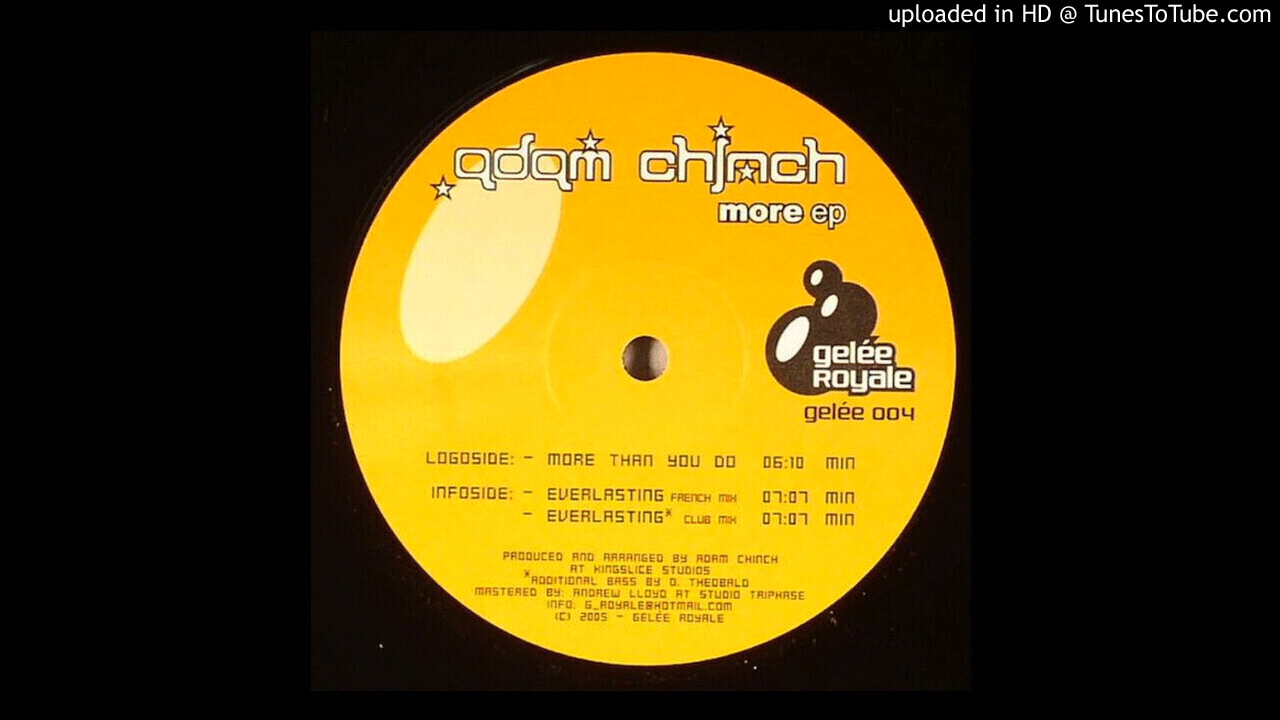 uploaded in HD @ TunesToTube.com
adam chinch
more ep
gelée
Royale
gelée 004
LOGOSIDE: - MORE THAN YOU DO 06:10 MIN
INFOSIDE: - EVERLASTING FRENCH MIX 07:07 MIN
- EVERLASTING* CLUB MIX 07:07 MIN
PRODUCED AND ARRANGED BY ADAM CHINCH
AT KINGSLICE STUDIOS
*ADDITIONAL BASS BY D. THEOBALD
MASTERED BY: ANDREW LLOYD AT STUDIO TRIPHASE
INFO: G_ROYALE@HOTMAIL.COM
(C) 2005 - GELÉE ROYALE